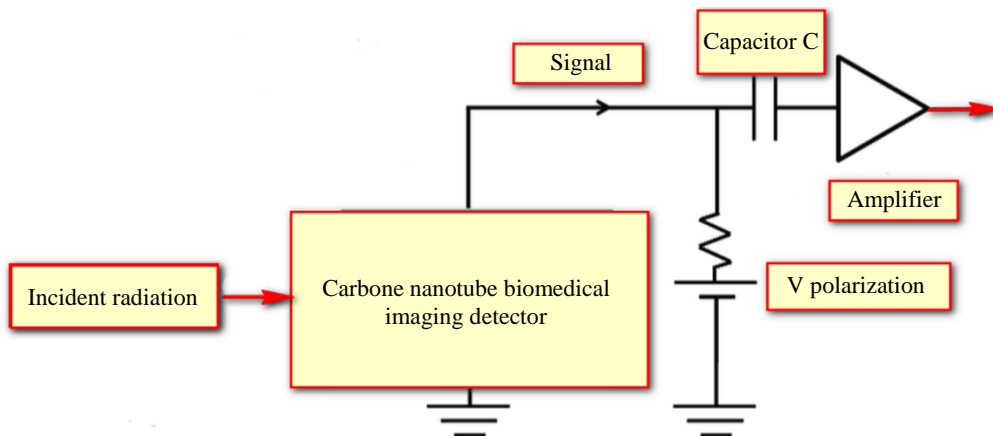 Capacitor C
Signal
Amplifier
Incident radiation
Carbone nanotube biomedical
imaging detector
V polarization